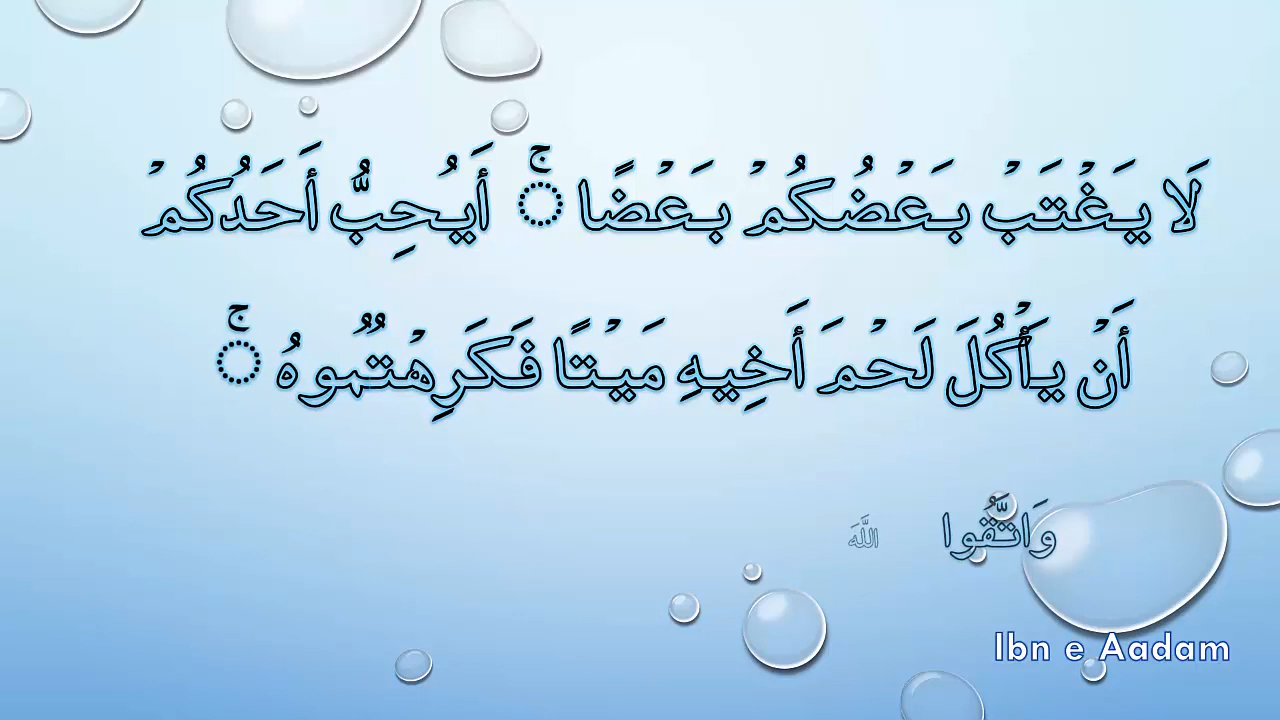 لَا يَغْتَبْ بَعْضُكُمْ بَعْضًا ۚ أَيُحِبُّ أَحَدُكُمْ
أَنْ يَأْكُلَ لَحْمَ أَخِيهِ مَيْتًا فَكَرِهْتُمُوهُ ۚ
وَاتَّقُوا اللَّهَ
Ibn e Aadam